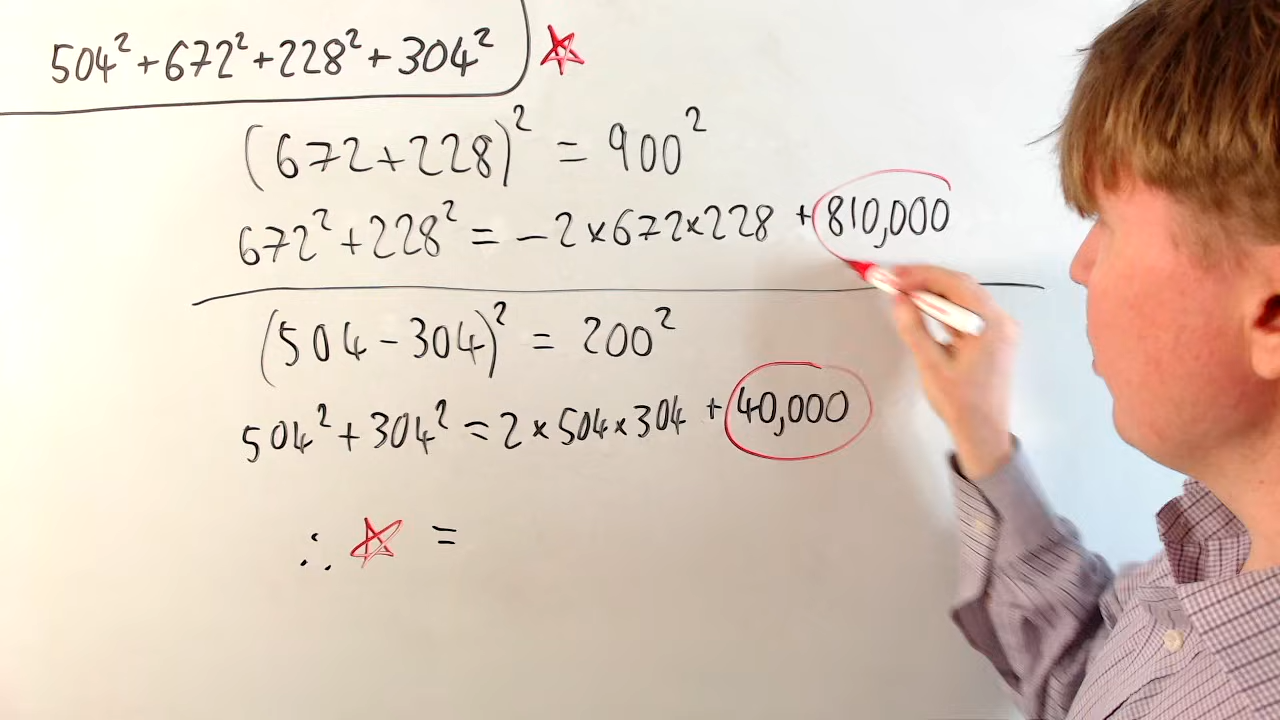 504² + 672² + 228² + 304² ☆
(672 + 228)² = 900²
672² + 228² = − 2 × 672 × 228 + 810,000
(504 − 304)² = 200²
504² + 304² = 2 × 504 × 304 + 40,000
∴ ☆ =